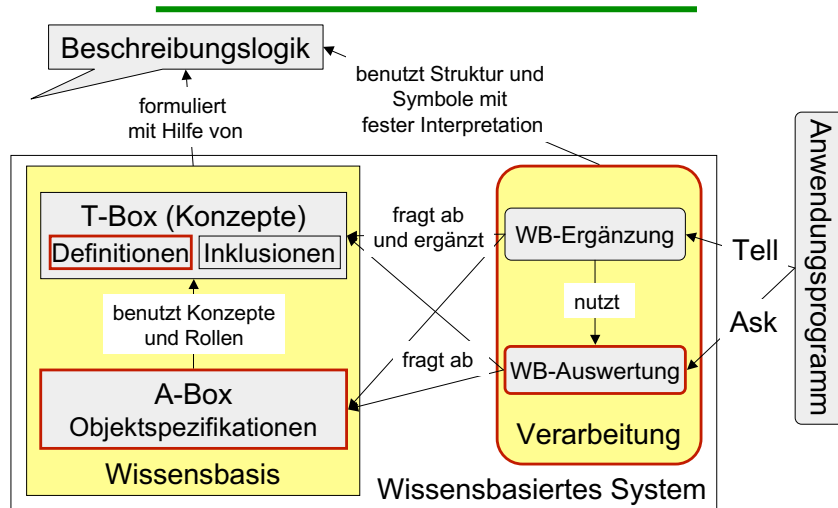 Beschreibungslogik
benutzt Struktur und
Symbole mit
fester Interpretation
formuliert
mit Hilfe von
Anwendungsprogramm
T-Box (Konzepte)
Definitionen
Inklusionen
fragt ab
und ergänzt
WB-Ergänzung
Tell
benutzt Konzepte
und Rollen
nutzt
Ask
fragt ab
WB-Auswertung
A-Box
Objektspezifikationen
Verarbeitung
Wissensbasis
Wissensbasiertes System